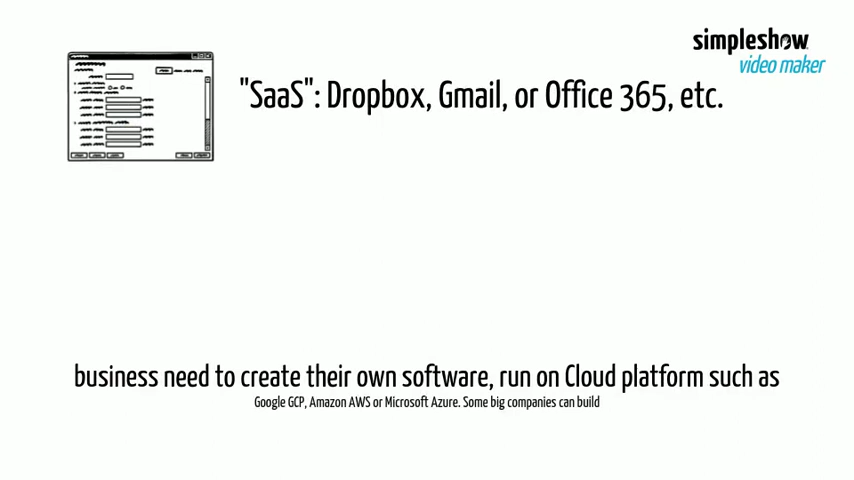 simpleshow
video maker
"SaaS": Dropbox, Gmail, or Office 365, etc.
business need to create their own software, run on Cloud platform such as
Google GCP, Amazon AWS or Microsoft Azure. Some big companies can build